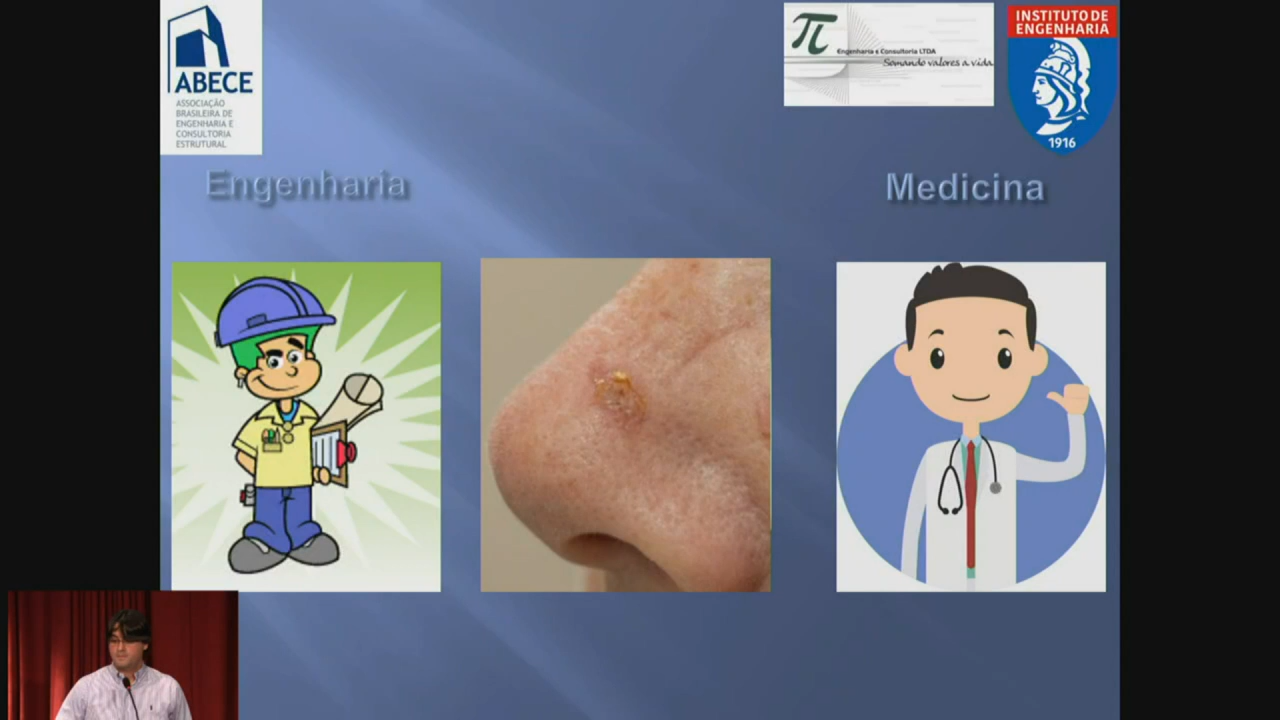 ABECE
ASSOCIAÇÃO
BRASILEIRA DE
ENGENHARIA E
CONSULTORIA
ESTRUTURAL
π
Engenharia e Consultoria LTDA
Somando valores a vida
INSTITUTO DE
ENGENHARIA
1916
Engenharia
Medicina